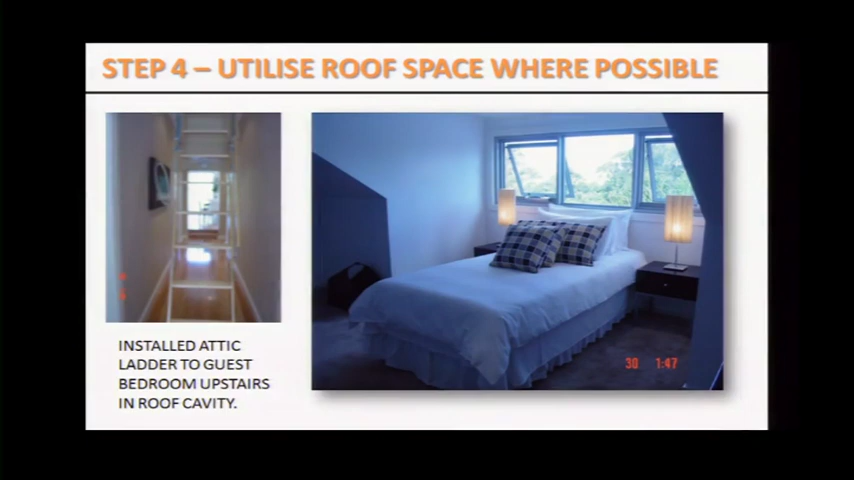 STEP 4 – UTILISE ROOF SPACE WHERE POSSIBLE
INSTALLED ATTIC
LADDER TO GUEST
BEDROOM UPSTAIRS
IN ROOF CAVITY.
30 1:47